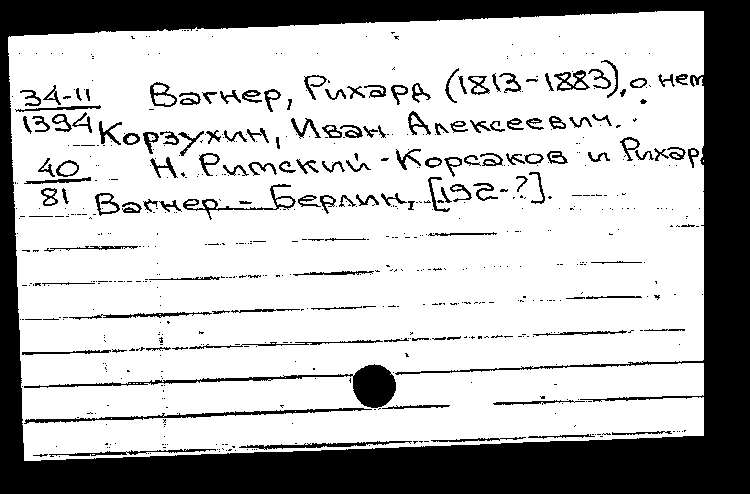 34-11 Вагнер, Рихард (1813-1883), о нем
1394 Корзухин, Иван Алексеевич.
40 Н. Римский-Корсаков и Рихард
81 Вагнер. - Берлин, [192-?].